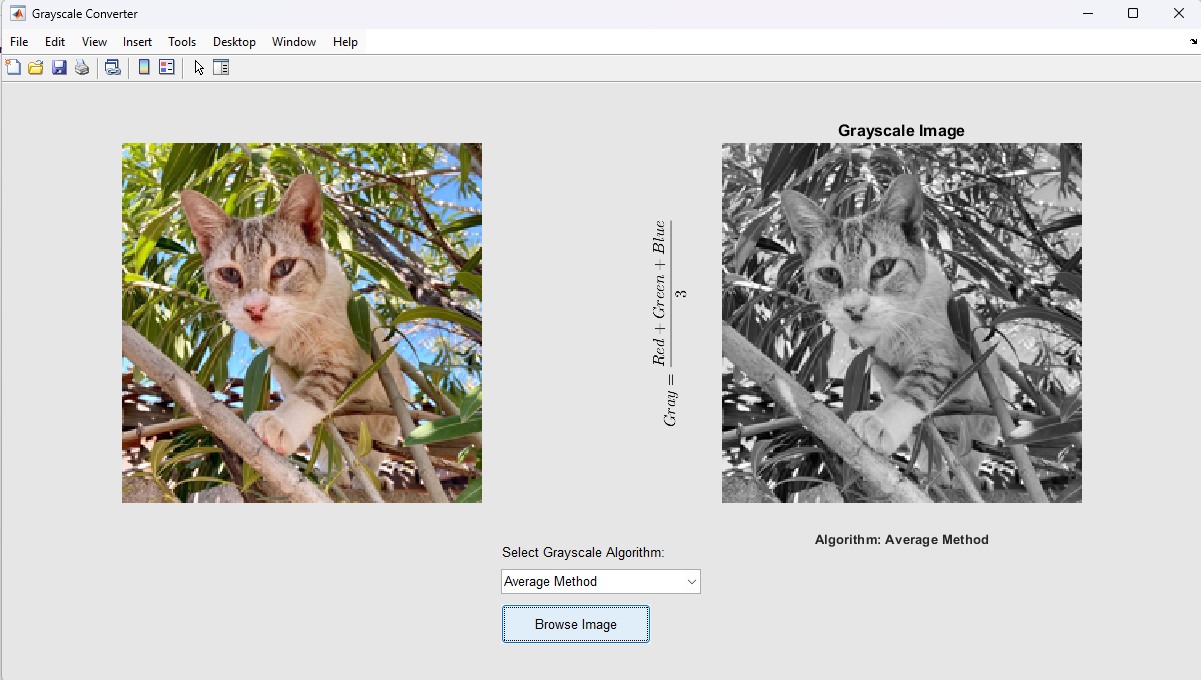 Grayscale Converter
File Edit View Insert Tools Desktop Window Help
Grayscale Image
Gray = (Red + Green + Blue) / 3
Algorithm: Average Method
Select Grayscale Algorithm:
Average Method
Browse Image